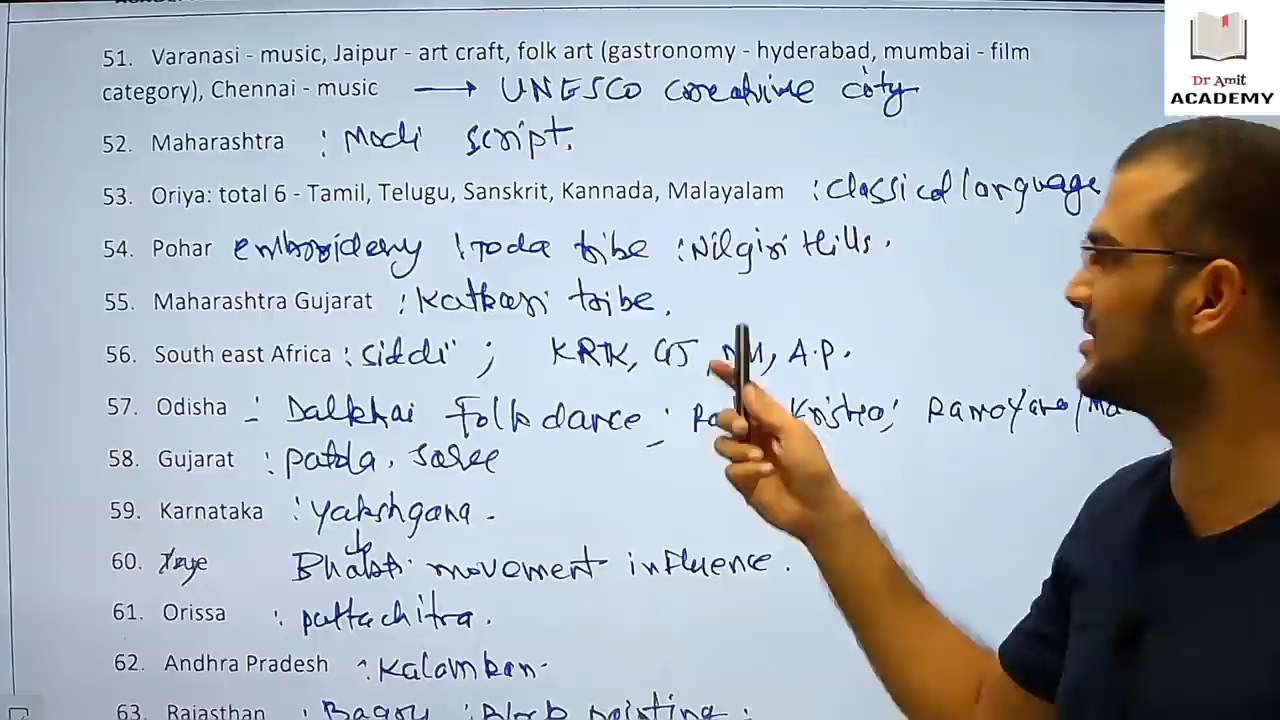 51. Varanasi - music, Jaipur - art craft, folk art (gastronomy - hyderabad, mumbai - film
category), Chennai - music → UNESCO creative city
52. Maharashtra : Modi script.
53. Oriya: total 6 - Tamil, Telugu, Sanskrit, Kannada, Malayalam : classical language
54. Pohar embroidery : Toda tribe : Nilgiri Hills.
55. Maharashtra Gujarat : Katkari tribe.
56. South east Africa : Siddi ; KRK, GJ, A.P.
57. Odisha - Dalkhai folk dance :
58. Gujarat : patola. saree
59. Karnataka : Yakshgana.
60. Bhakti movement influence.
61. Orissa : pattachitra.
62. Andhra Pradesh : Kalamkari.
63. Rajasthan : Bagru : Block painting :
Dr Amit
ACADEMY